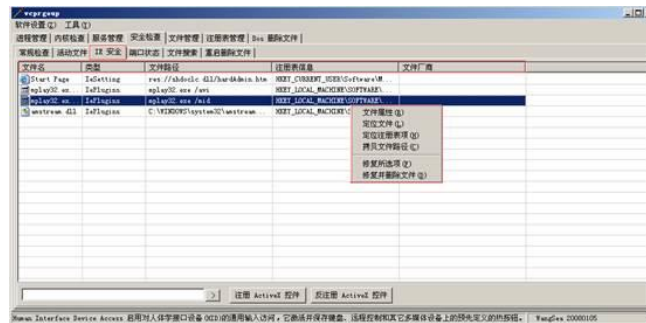 vcprgoup
软件设置(O) 工具(Q)
进程管理 内核检查 服务管理 安全检查 文件管理 注册表管理 Dos 删除文件
常规检查 活动文件 IE 安全 端口状态 文件搜索 重启删除文件
文件名 类型 文件路径 注册表信息 文件厂商
Start Page IeSetting res://shdoclc.dll/hardAdmin.htm HKEY_CURRENT_USER\Software\M...
mplay32.ex... IePlugins mplay32.exe /avi HKEY_LOCAL_MACHINE\SOFTWARE\...
mplay32.ex... IePlugins mplay32.exe /mid HKEY_LOCAL_MACHINE\SOFTWARE\...
amstream.dll IePlugins C:\WINDOWS\system32\amstream... HKEY_LOCAL_MACHINE\
文件属性
定位文件(L)
定位注册表项
拷贝文件路径(C)
修复所选项
修复并删除文件
注册 ActiveX 控件 反注册 ActiveX 控件
Human Interface Device Access 启用对人体学接口设备(HID)的通用输入访问，它激活并保存键盘、远程控制和其它多媒体设备上的预先定义的热按钮。 WangSea 20080105